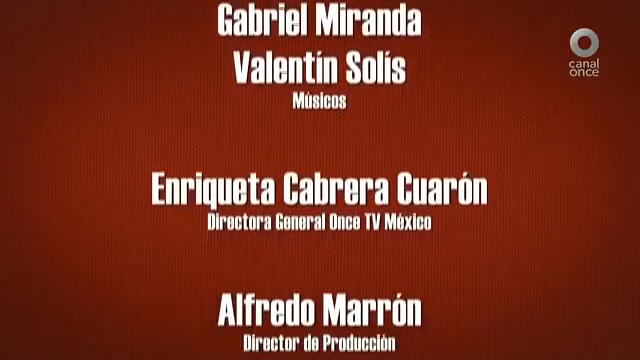 Gabriel Miranda
Valentín Solís
Músicos
canal
once
Enriqueta Cabrera Cuarón
Directora General Once TV México
Alfredo Marrón
Director de Producción